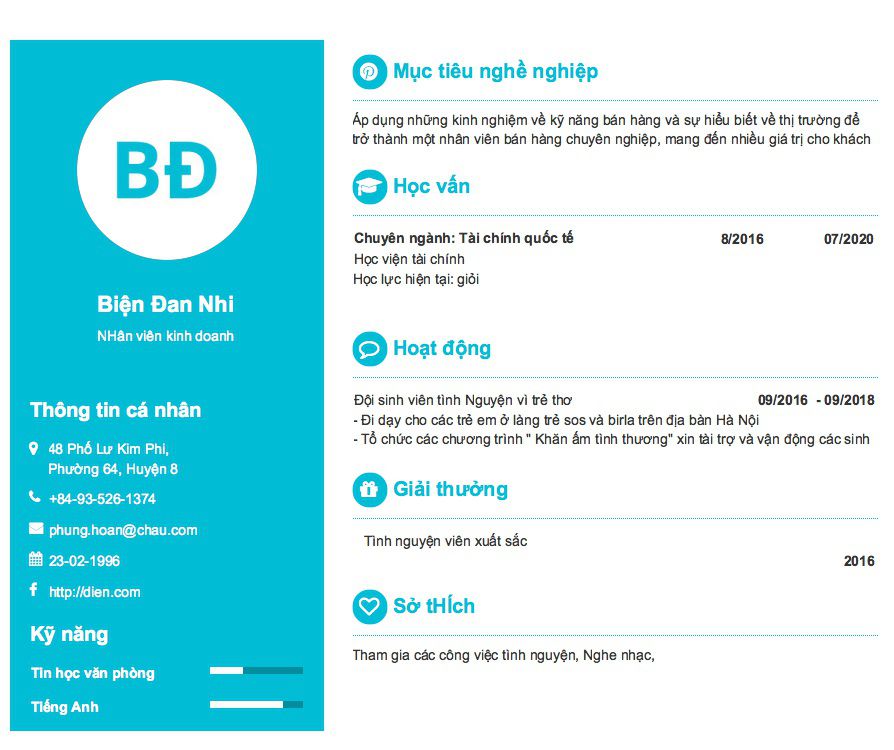 BĐ
Biện Đan Nhi
NHân viên kinh doanh
Thông tin cá nhân
48 Phố Lư Kim Phi,
Phường 64, Huyện 8
+84-93-526-1374
phung.hoan@chau.com
23-02-1996
http://dien.com
Kỹ năng
Tin học văn phòng
Tiếng Anh
Mục tiêu nghề nghiệp
Áp dụng những kinh nghiệm về kỹ năng bán hàng và sự hiểu biết về thị trường để
trở thành một nhân viên bán hàng chuyên nghiệp, mang đến nhiều giá trị cho khách
Học vấn
Chuyên ngành: Tài chính quốc tế 8/2016 07/2020
Học viện tài chính
Học lực hiện tại: giỏi
Hoạt động
Đội sinh viên tình Nguyện vì trẻ thơ 09/2016 - 09/2018
- Đi dạy cho các trẻ em ở làng trẻ sos và birla trên địa bàn Hà Nội
- Tổ chức các chương trình " Khăn ấm tình thương" xin tài trợ và vận động các sinh
Giải thưởng
Tình nguyện viên xuất sắc
2016
Sở tHÍch
Tham gia các công việc tình nguyện, Nghe nhạc,